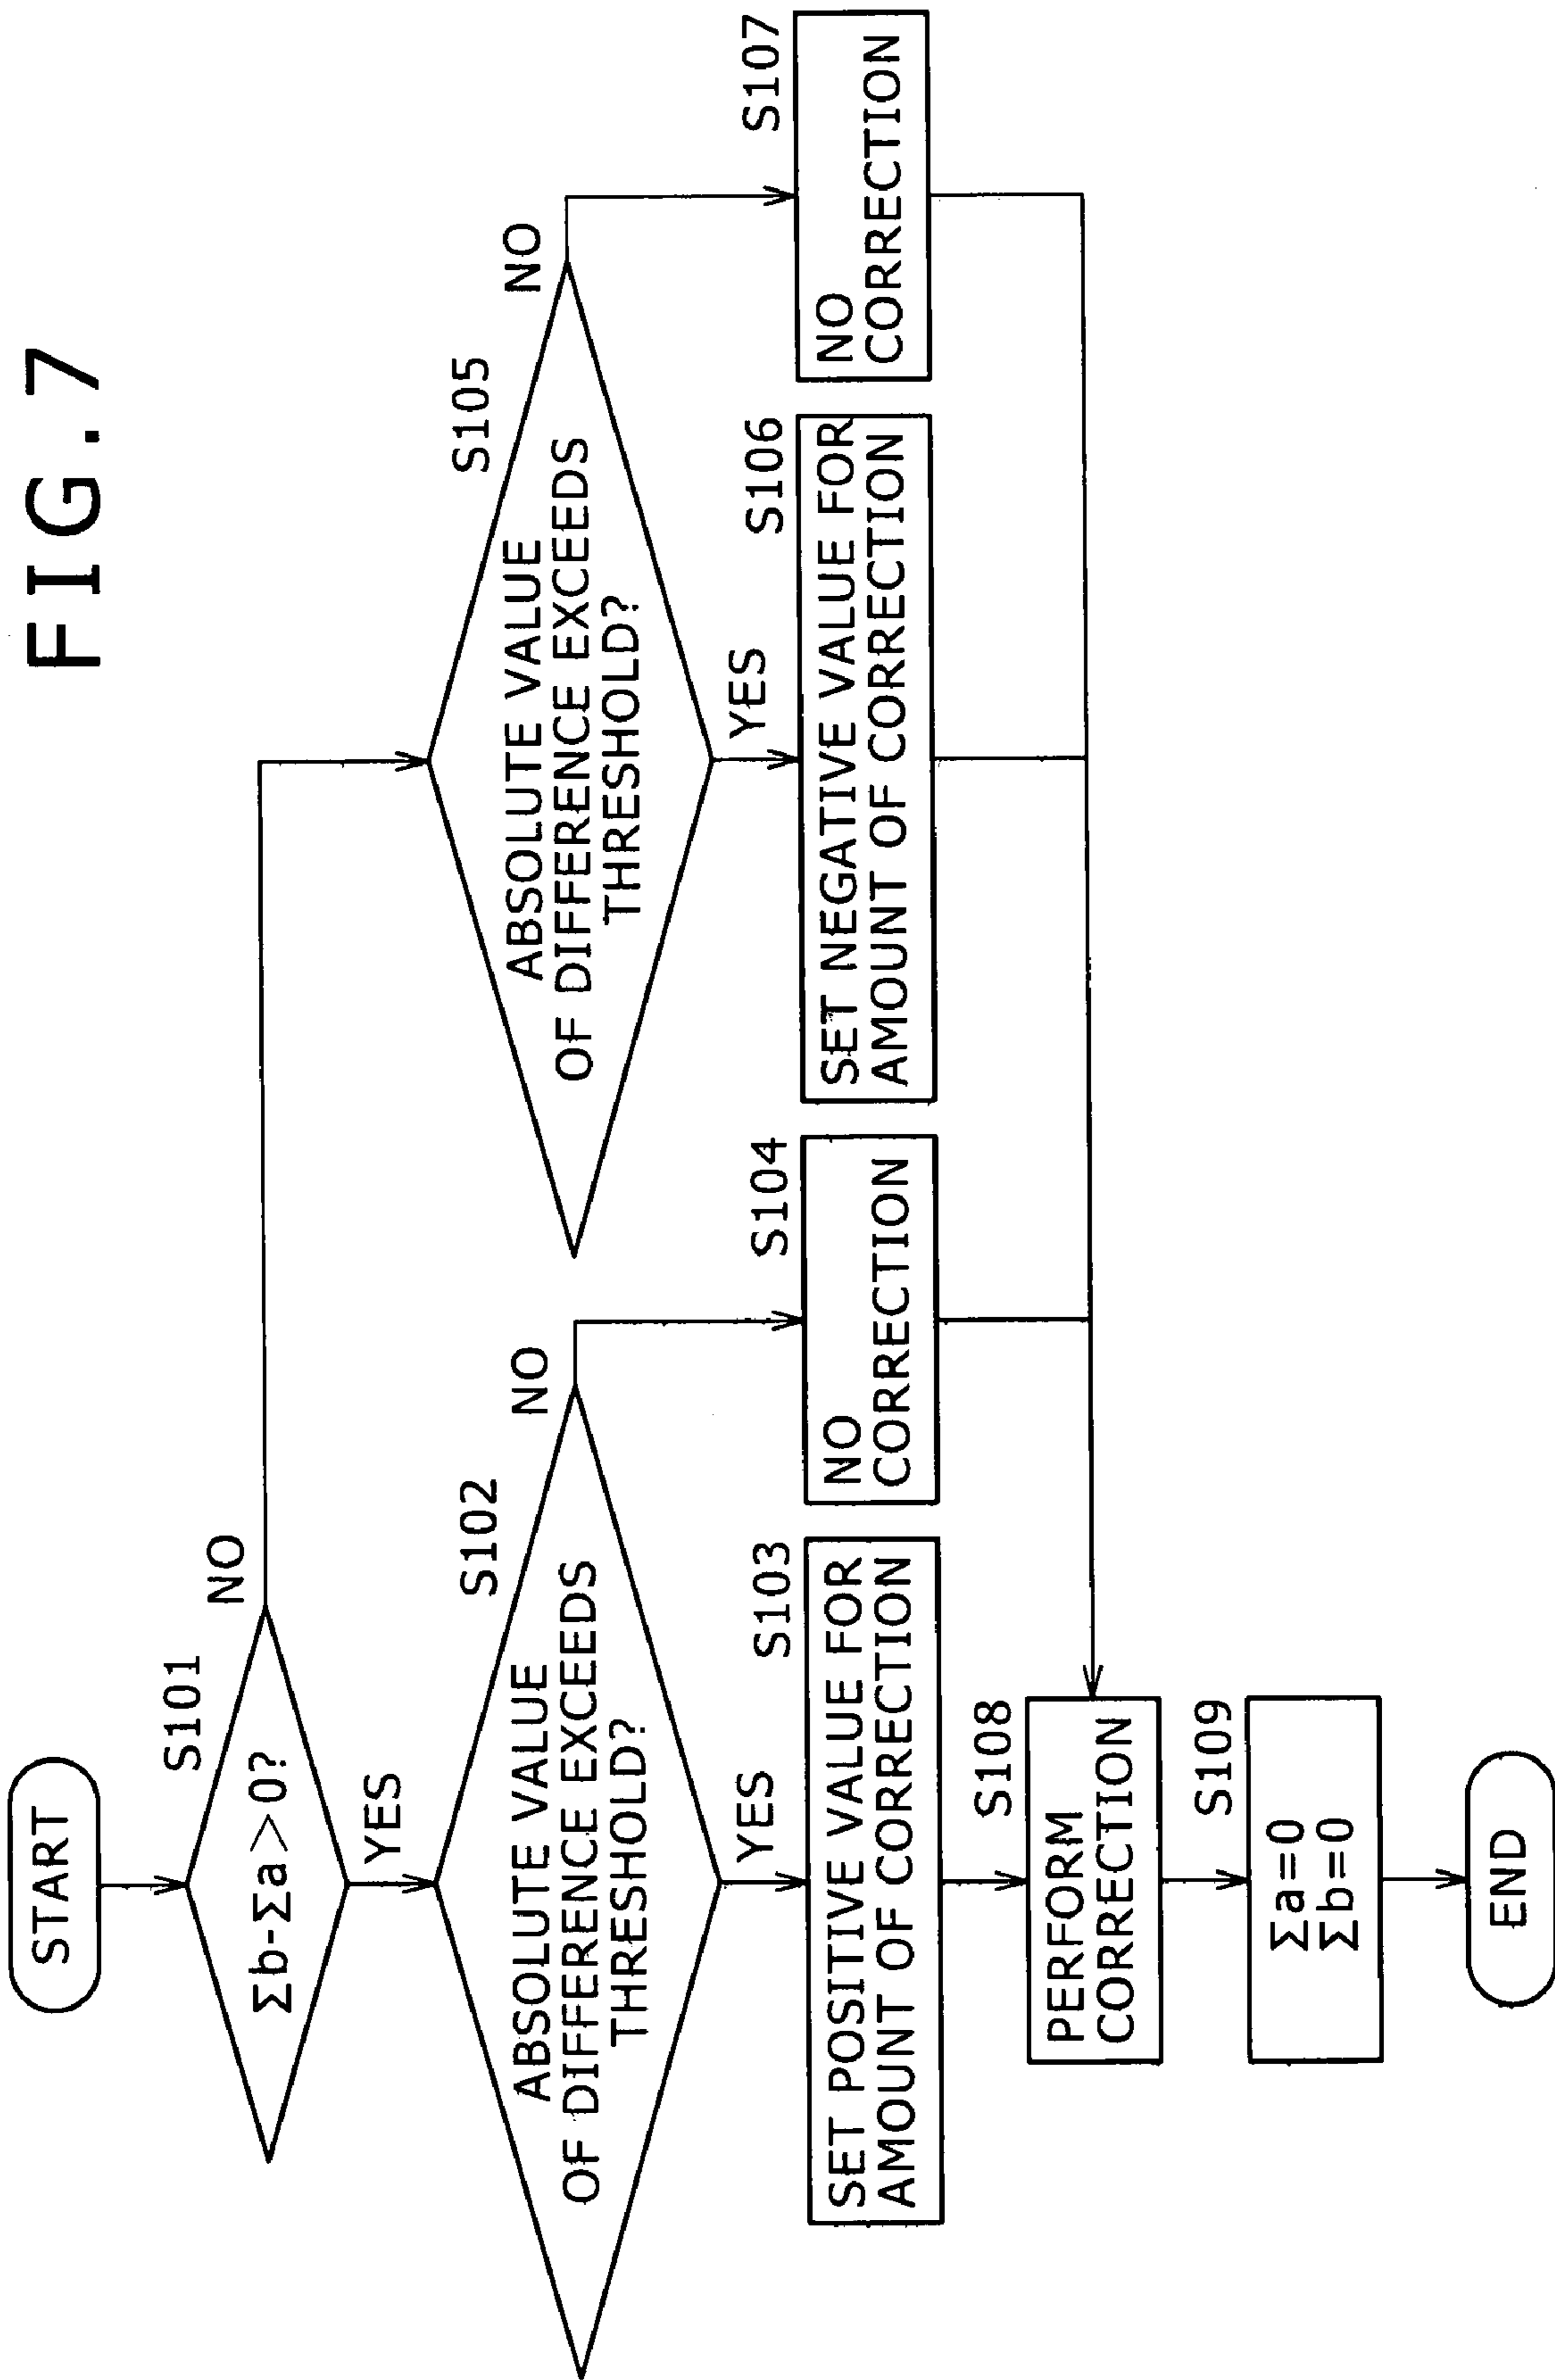 FIG.7
START
S101
Σb-Σa>0?
NO
YES
S102
ABSOLUTE VALUE
OF DIFFERENCE EXCEEDS
THRESHOLD?
NO
YES
S105
ABSOLUTE VALUE
OF DIFFERENCE EXCEEDS
THRESHOLD?
NO
YES
S103
SET POSITIVE VALUE FOR
AMOUNT OF CORRECTION
S104
NO
CORRECTION
S106
SET NEGATIVE VALUE FOR
AMOUNT OF CORRECTION
S107
NO
CORRECTION
S108
PERFORM
CORRECTION
S109
Σa=0
Σb=0
END